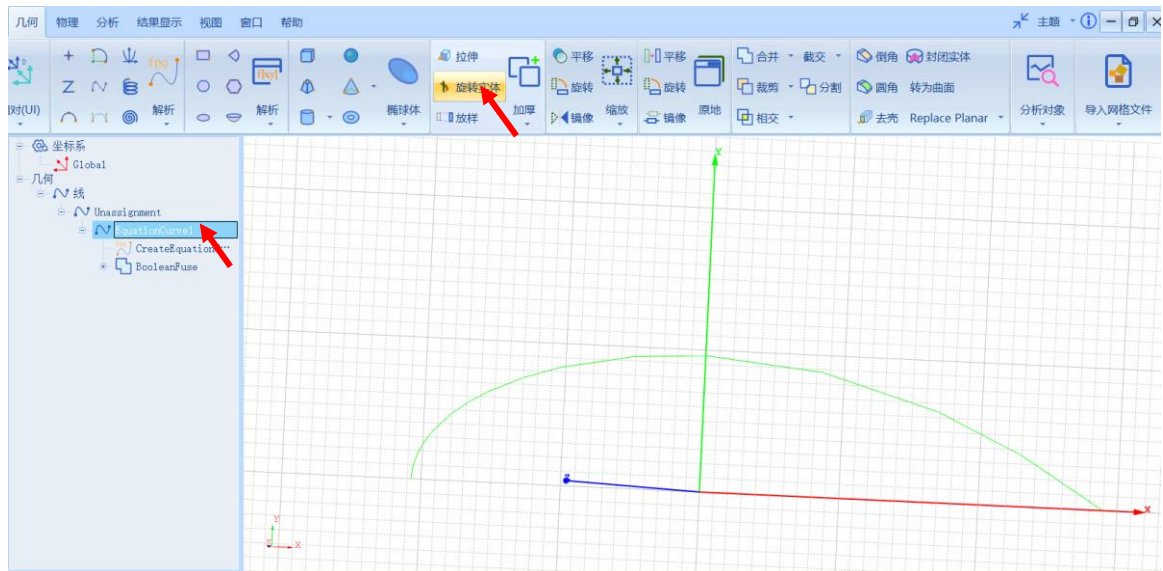 几何 物理 分析 结果显示 视图 窗口 帮助 主题
拉伸 平移 平移 合并 截交 倒角 封闭实体
旋转实体 旋转 旋转 裁剪 分割 圆角 转为曲面
放样 镜像 镜像 相交 去壳 Replace Planar
对(UI) 解析 解析 椭球体 加厚 缩放 原地 分析对象 导入网格文件
坐标系
Global
几何
线
Unassignment
EquationCurve1
CreateEquation···
BooleanFuse
Y
Z
X
Y
Z
X